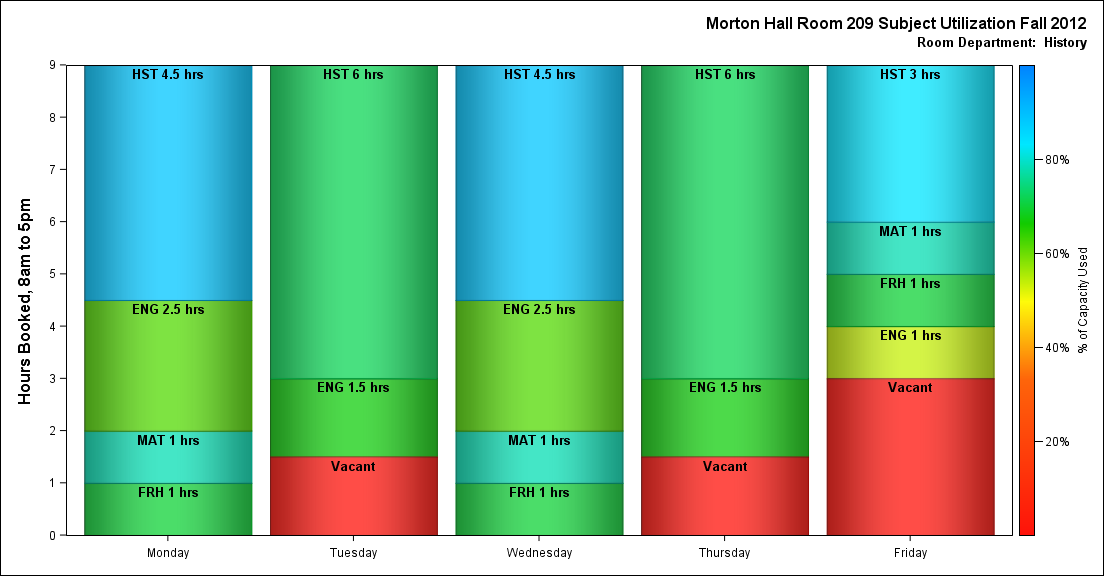 Morton Hall Room 209 Subject Utilization Fall 2012
Room Department:  History
Hours Booked, 8am to 5pm
9
8
7
6
5
4
3
2
1
0
HST 4.5 hrs
ENG 2.5 hrs
MAT 1 hrs
FRH 1 hrs
Monday
HST 6 hrs
ENG 1.5 hrs
Vacant
Tuesday
HST 4.5 hrs
ENG 2.5 hrs
MAT 1 hrs
FRH 1 hrs
Wednesday
HST 6 hrs
ENG 1.5 hrs
Vacant
Thursday
HST 3 hrs
MAT 1 hrs
FRH 1 hrs
ENG 1 hrs
Vacant
Friday
80%
60%
40%
20%
% of Capacity Used